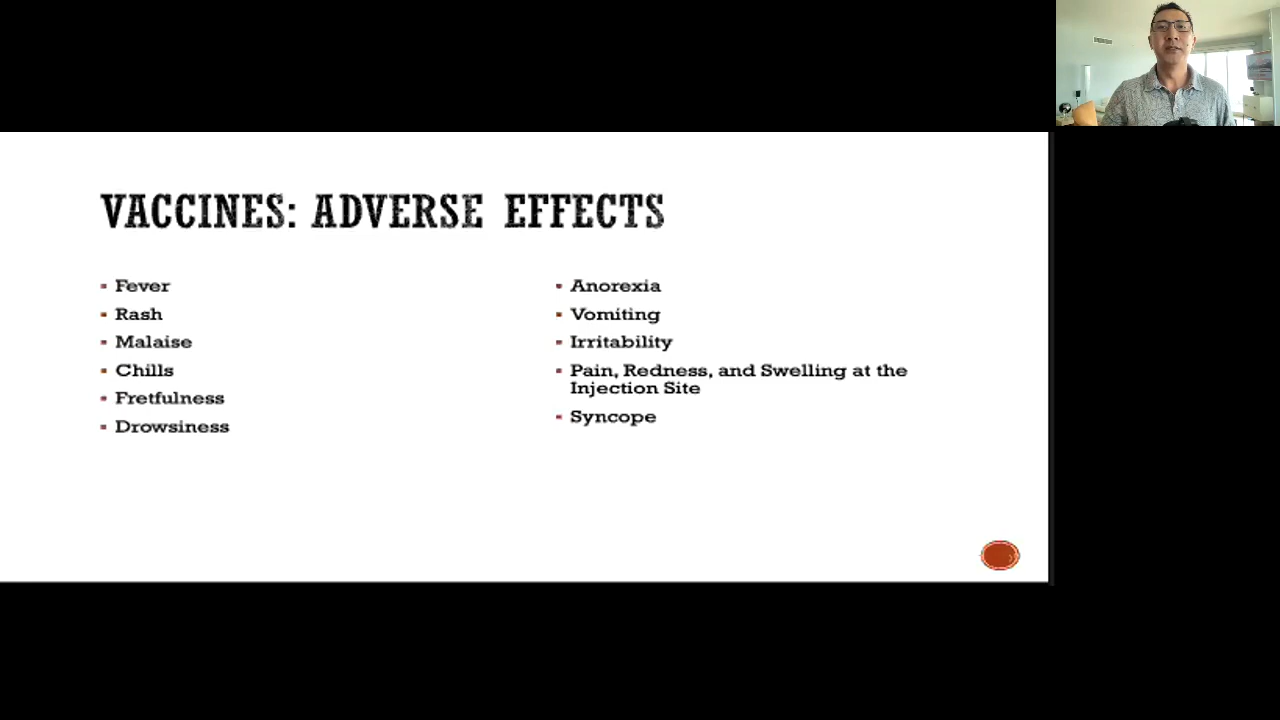 VACCINES: ADVERSE EFFECTS
Fever
Rash
Malaise
Chills
Fretfulness
Drowsiness
Anorexia
Vomiting
Irritability
Pain, Redness, and Swelling at the
Injection Site
Syncope